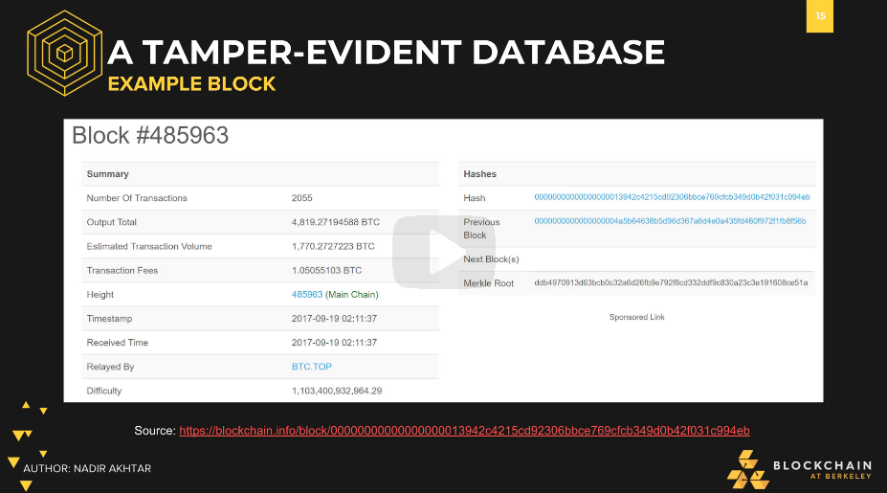 15
A TAMPER-EVIDENT DATABASE
EXAMPLE BLOCK
Block #485963
Summary
Number Of Transactions 2055
Output Total 4,819.27194588 BTC
Estimated Transaction Volume 1,770.2727223 BTC
Transaction Fees 1.05055103 BTC
Height 485963 (Main Chain)
Timestamp 2017-09-19 02:11:37
Received Time 2017-09-19 02:11:37
Relayed By BTC.TOP
Difficulty 1,103,400,932,964.29
Hashes
Hash 00000000000000000013942c4215cd92306bbce769cfcb349d0b42f031c994eb
Previous
Block
Next Block(s)
Merkle Root
Sponsored Link
Source: https://blockchain.info/block/00000000000000000013942c4215cd92306bbce769cfcb349d0b42f031c994eb
AUTHOR: NADIR AKHTAR
BLOCKCHAIN
AT BERKELEY